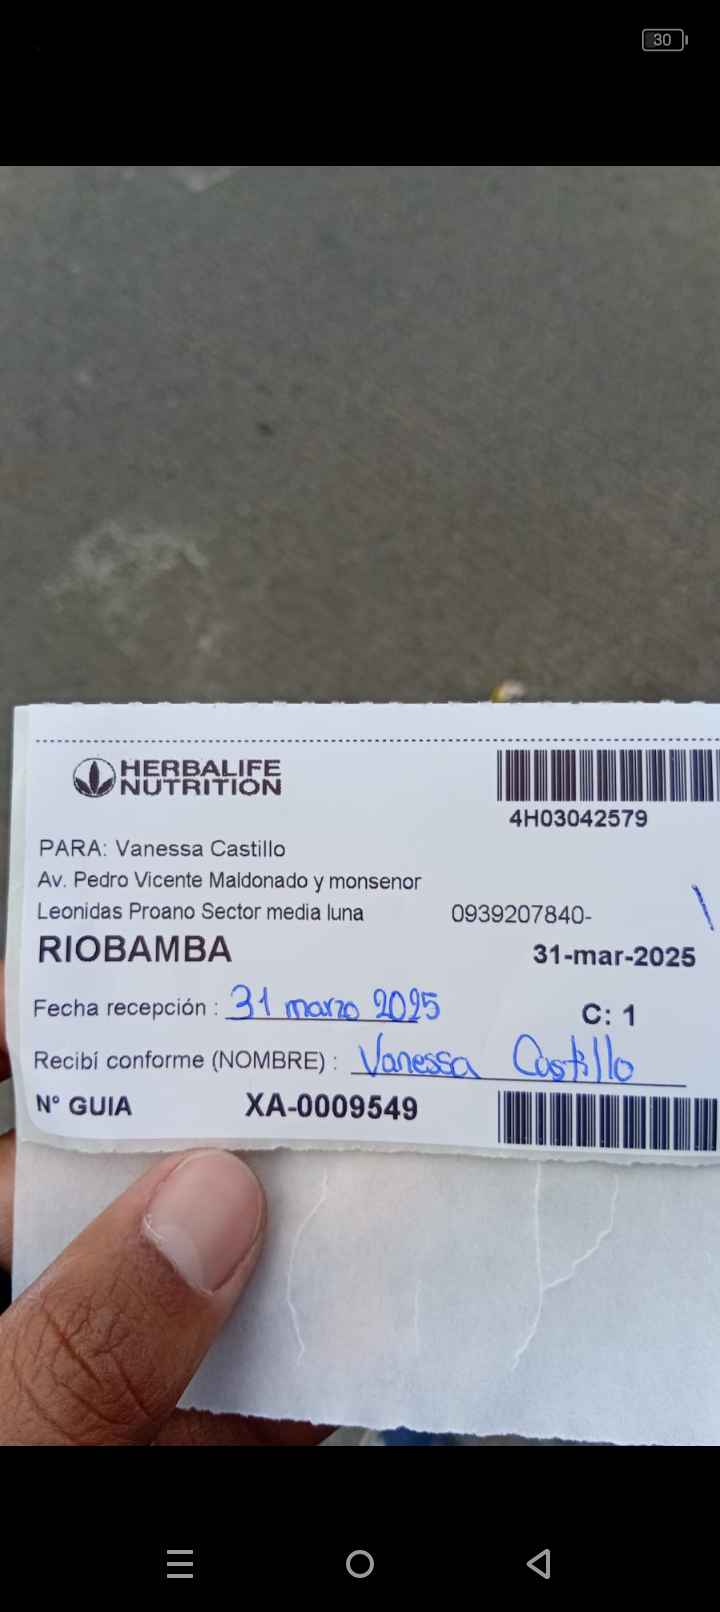 30
HERBALIFE
NUTRITION
4H03042579
PARA: Vanessa Castillo
Av. Pedro Vicente Maldonado y monsenor
Leonidas Proano Sector media luna 0939207840-
RIOBAMBA 31-mar-2025
Fecha recepción : 31 marzo 2025 C: 1
Recibí conforme (NOMBRE) : Vanessa Castillo
N° GUIA XA-0009549